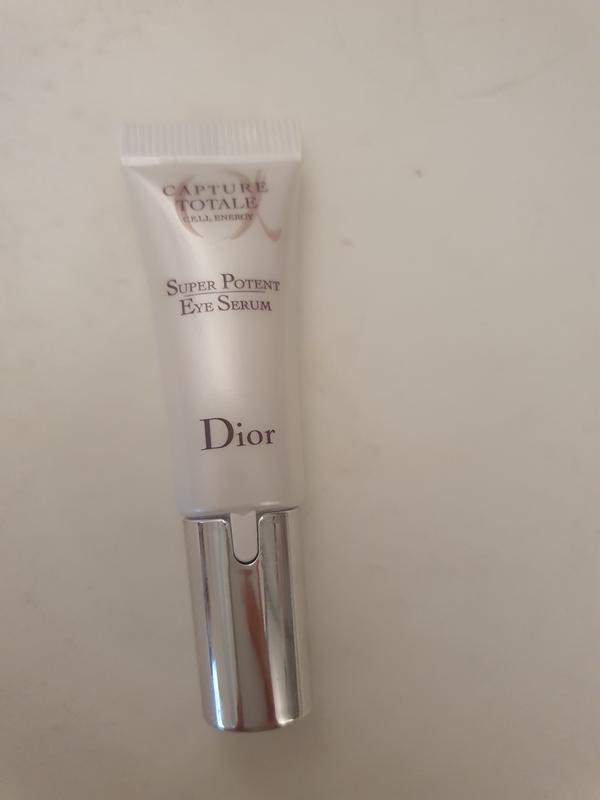 CAPTURE
TOTALE
CELL ENERGY
SUPER POTENT
EYE SERUM
Dior